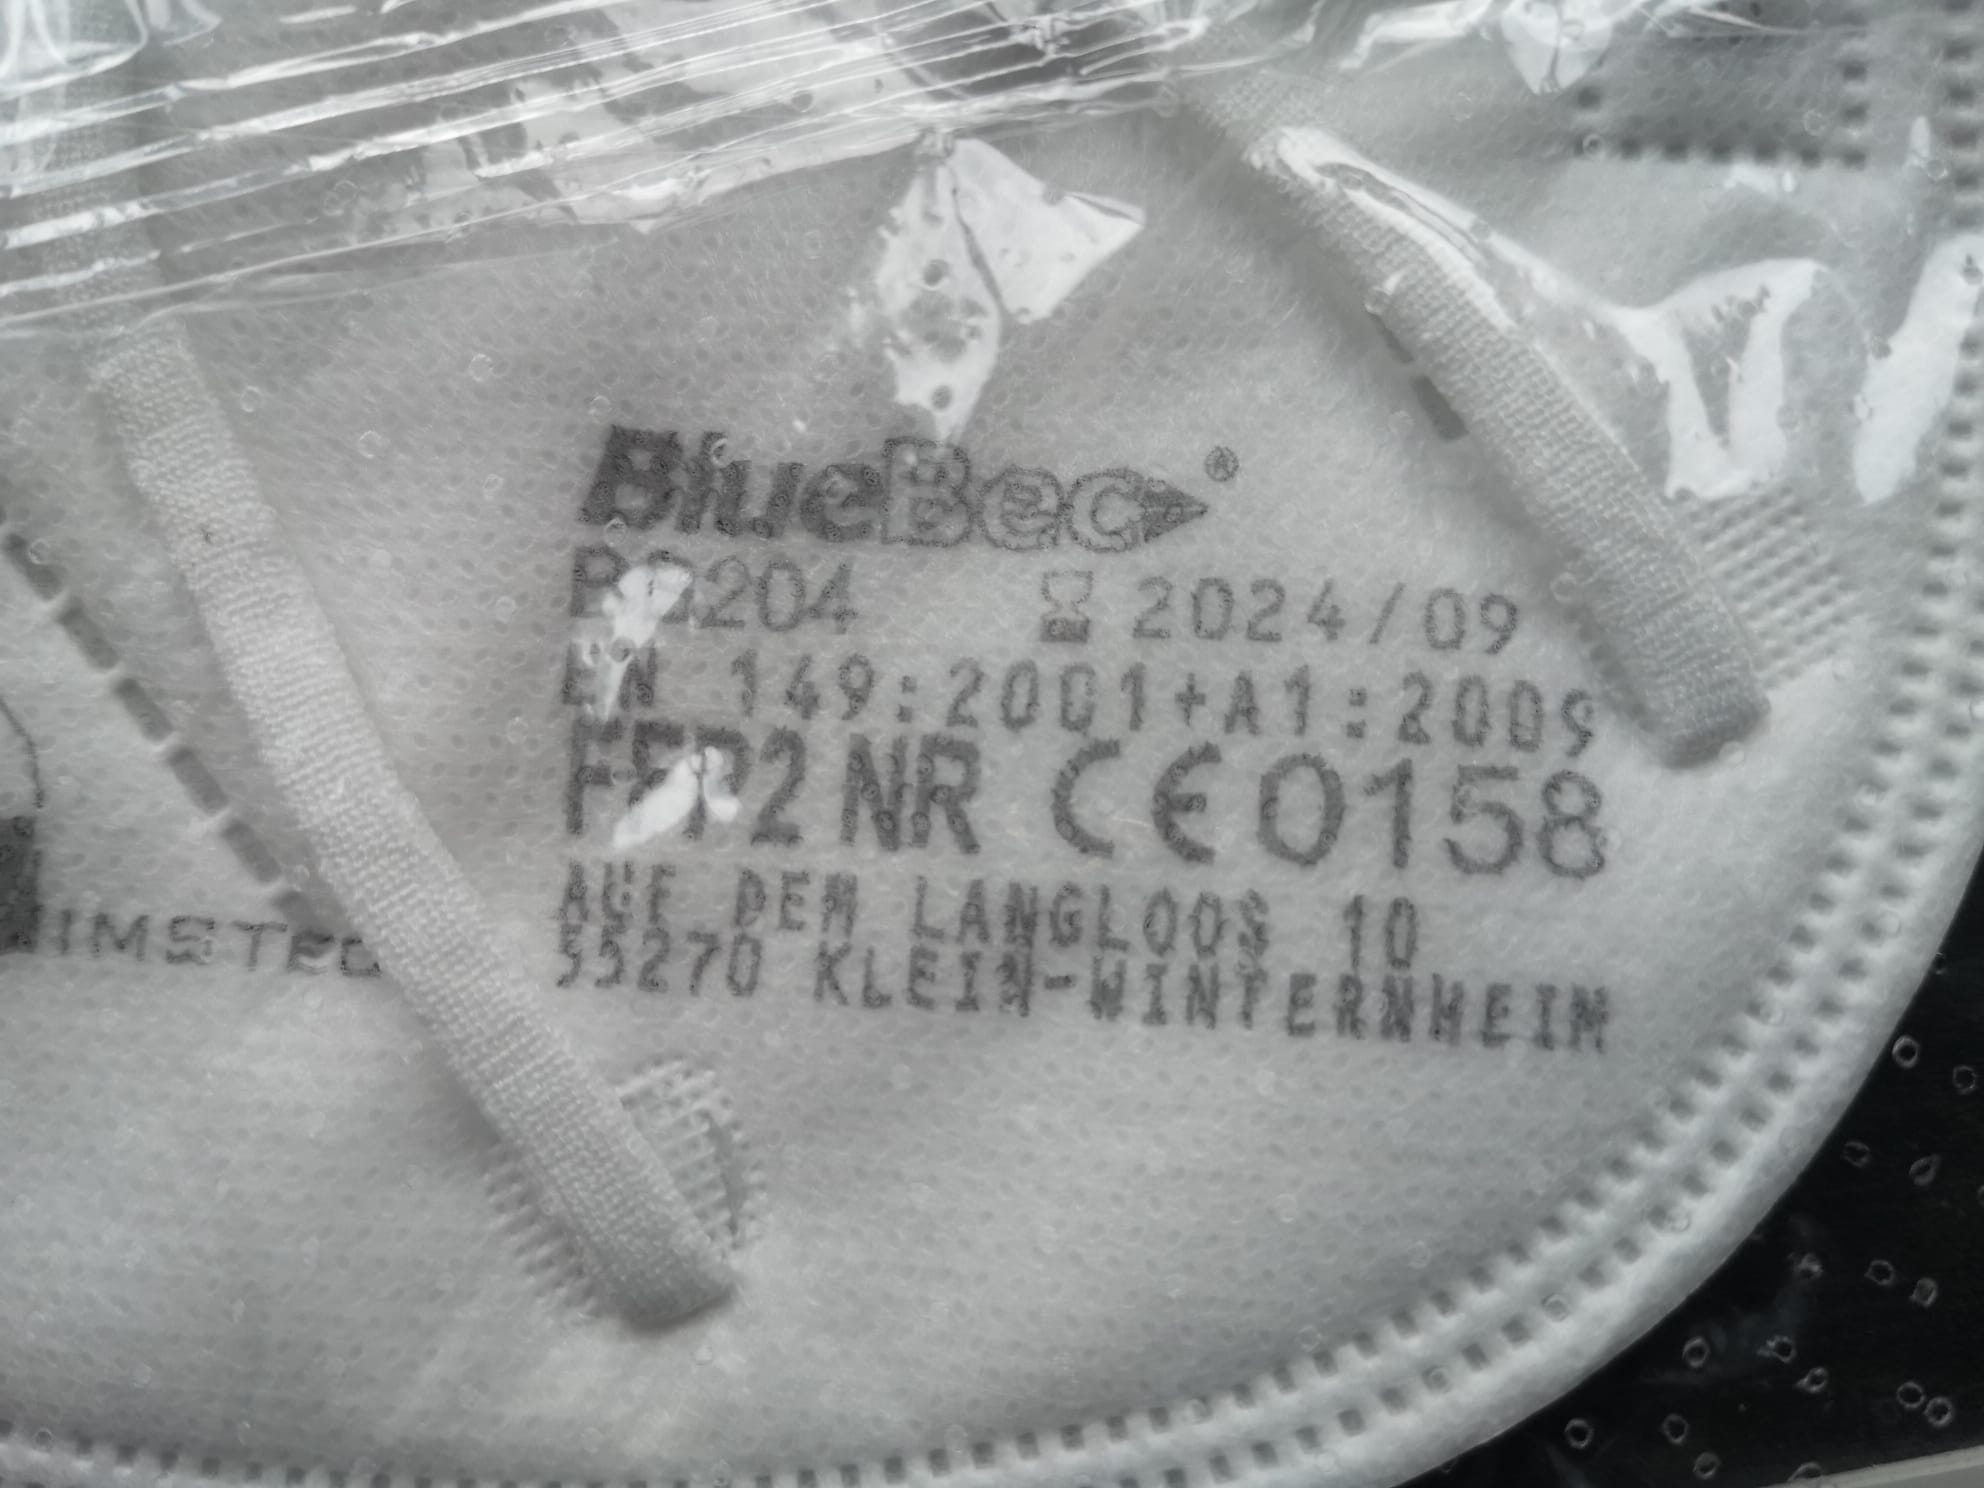 BlueBec®
2024/09
EN 149:2001+A1:2009
FFP2 NR CE 0158
AUF DEM LANGLOOS 10
55270 KLEIN-WINTERNHEIM
IMSTEC